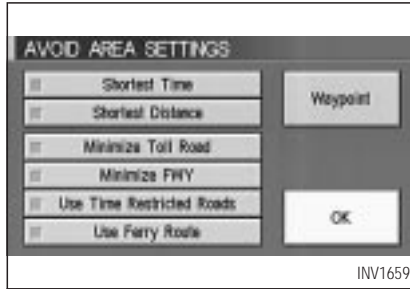 AVOID AREA SETTINGS
Shortest Time
Shortest Distance
Waypoint
Minimize Toll Road
Minimize FWY
Use Time Restricted Roads
Use Ferry Route
OK
INV1659